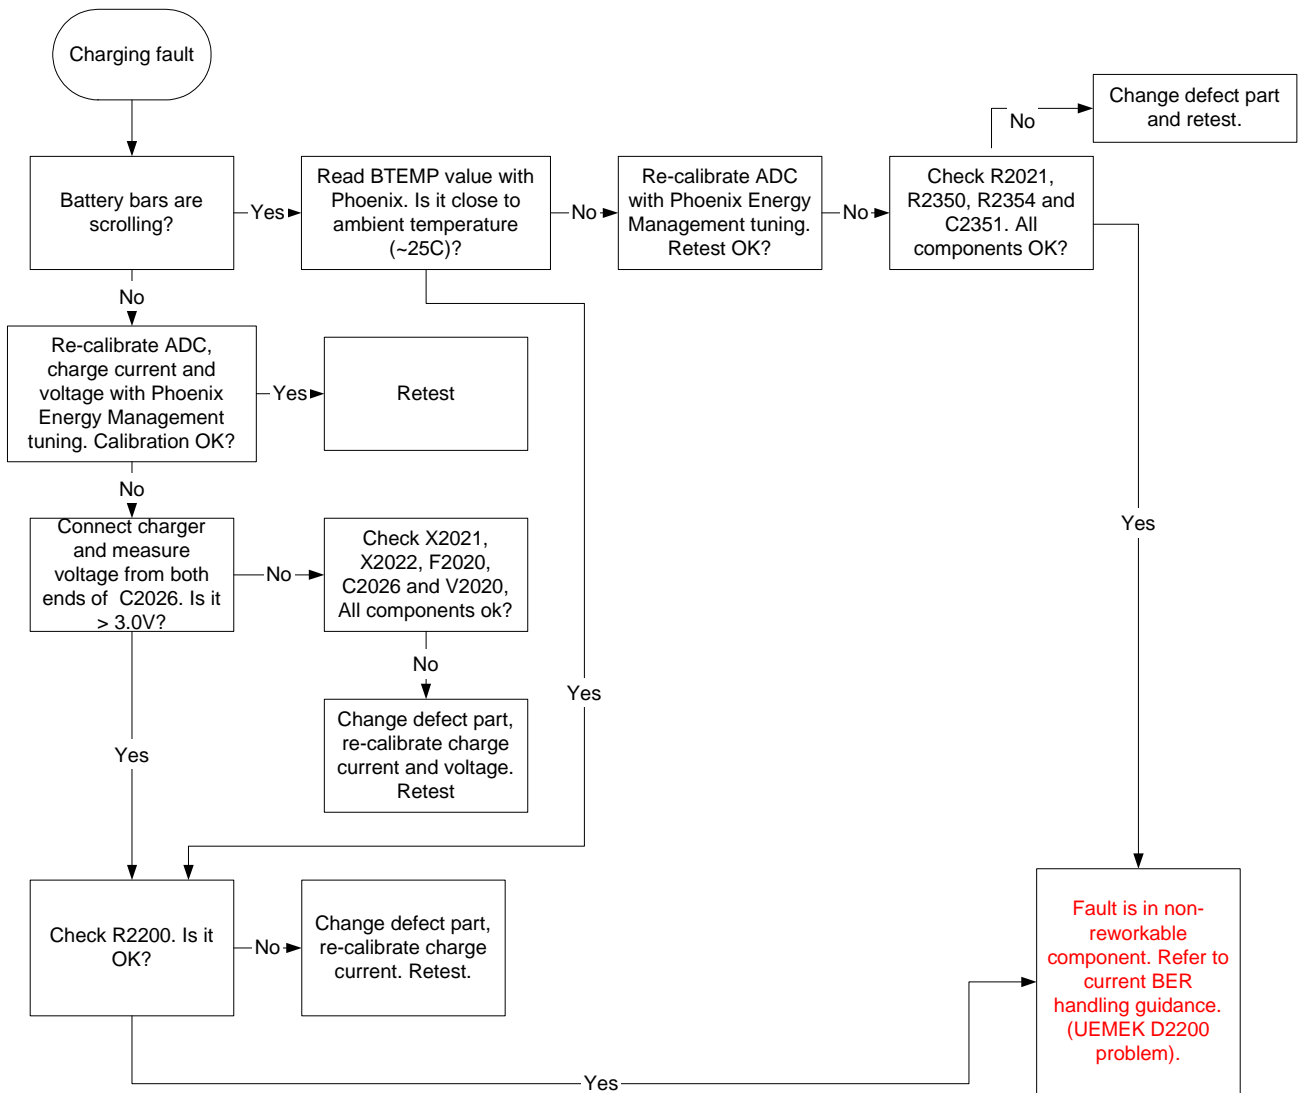 Charging fault
No
Change defect part
and retest.
Battery bars are
scrolling?
Yes
Read BTEMP value with
Phoenix. Is it close to
ambient temperature
(~25C)?
No
Re-calibrate ADC
with Phoenix Energy
Management tuning.
Retest OK?
No
Check R2021,
R2350, R2354 and
C2351. All
components OK?
No
Re-calibrate ADC,
charge current and
voltage with Phoenix
Energy Management
tuning. Calibration OK?
Yes
Retest
No
Connect charger
and measure
voltage from both
ends of  C2026. Is it
> 3.0V?
No
Check X2021,
X2022, F2020,
C2026 and V2020,
All components ok?
Yes
No
Yes
Change defect part,
re-calibrate charge
current and voltage.
Retest
Yes
Check R2200. Is it
OK?
No
Change defect part,
re-calibrate charge
current. Retest.
Fault is in non-
reworkable
component. Refer to
current BER
handling guidance.
(UEMEK D2200
problem).
Yes